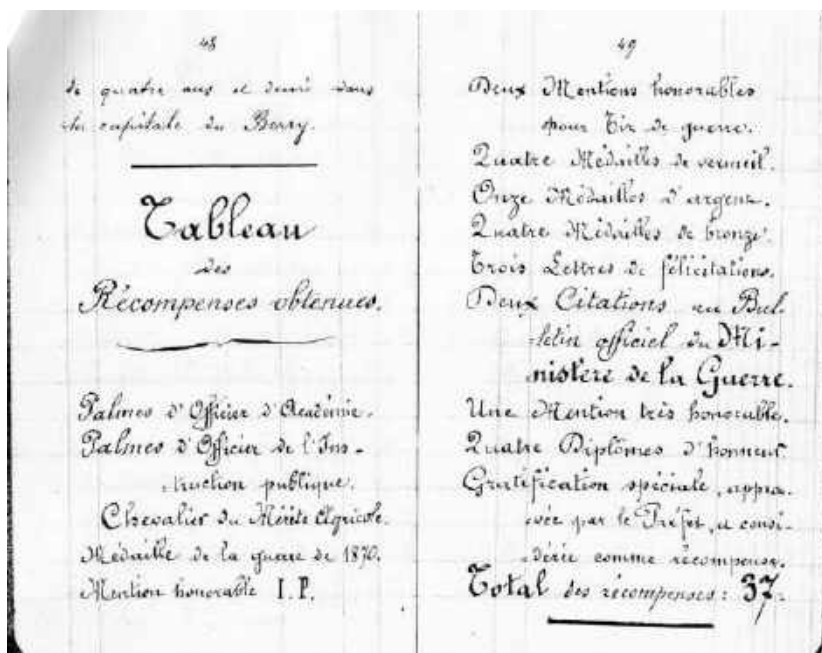 48
de quatre ans et demi dans
la capitale du Berry.
Tableau
des
Récompenses obtenues.
Palmes d'Officier d'Académie.
Palmes d'Officier de l'Ins-
truction publique.
Chevalier du Mérite Agricole.
Médaille de la guerre de 1870.
Mention honorable I.P.
49
Deux Mentions honorables
pour Tir de guerre.
Quatre Médailles de vermeil.
Onze Médailles d'argent.
Quatre Médailles de bronze.
Trois Lettres de félicitations.
Deux Citations au Bul-
letin officiel du Mi-
nistère de la Guerre.
Une Mention très honorable.
Quatre Diplômes d'honneur.
Gratification spéciale, appro-
vée par le Préfet, consi-
dérée comme récompense.
Total des récompenses : 37.